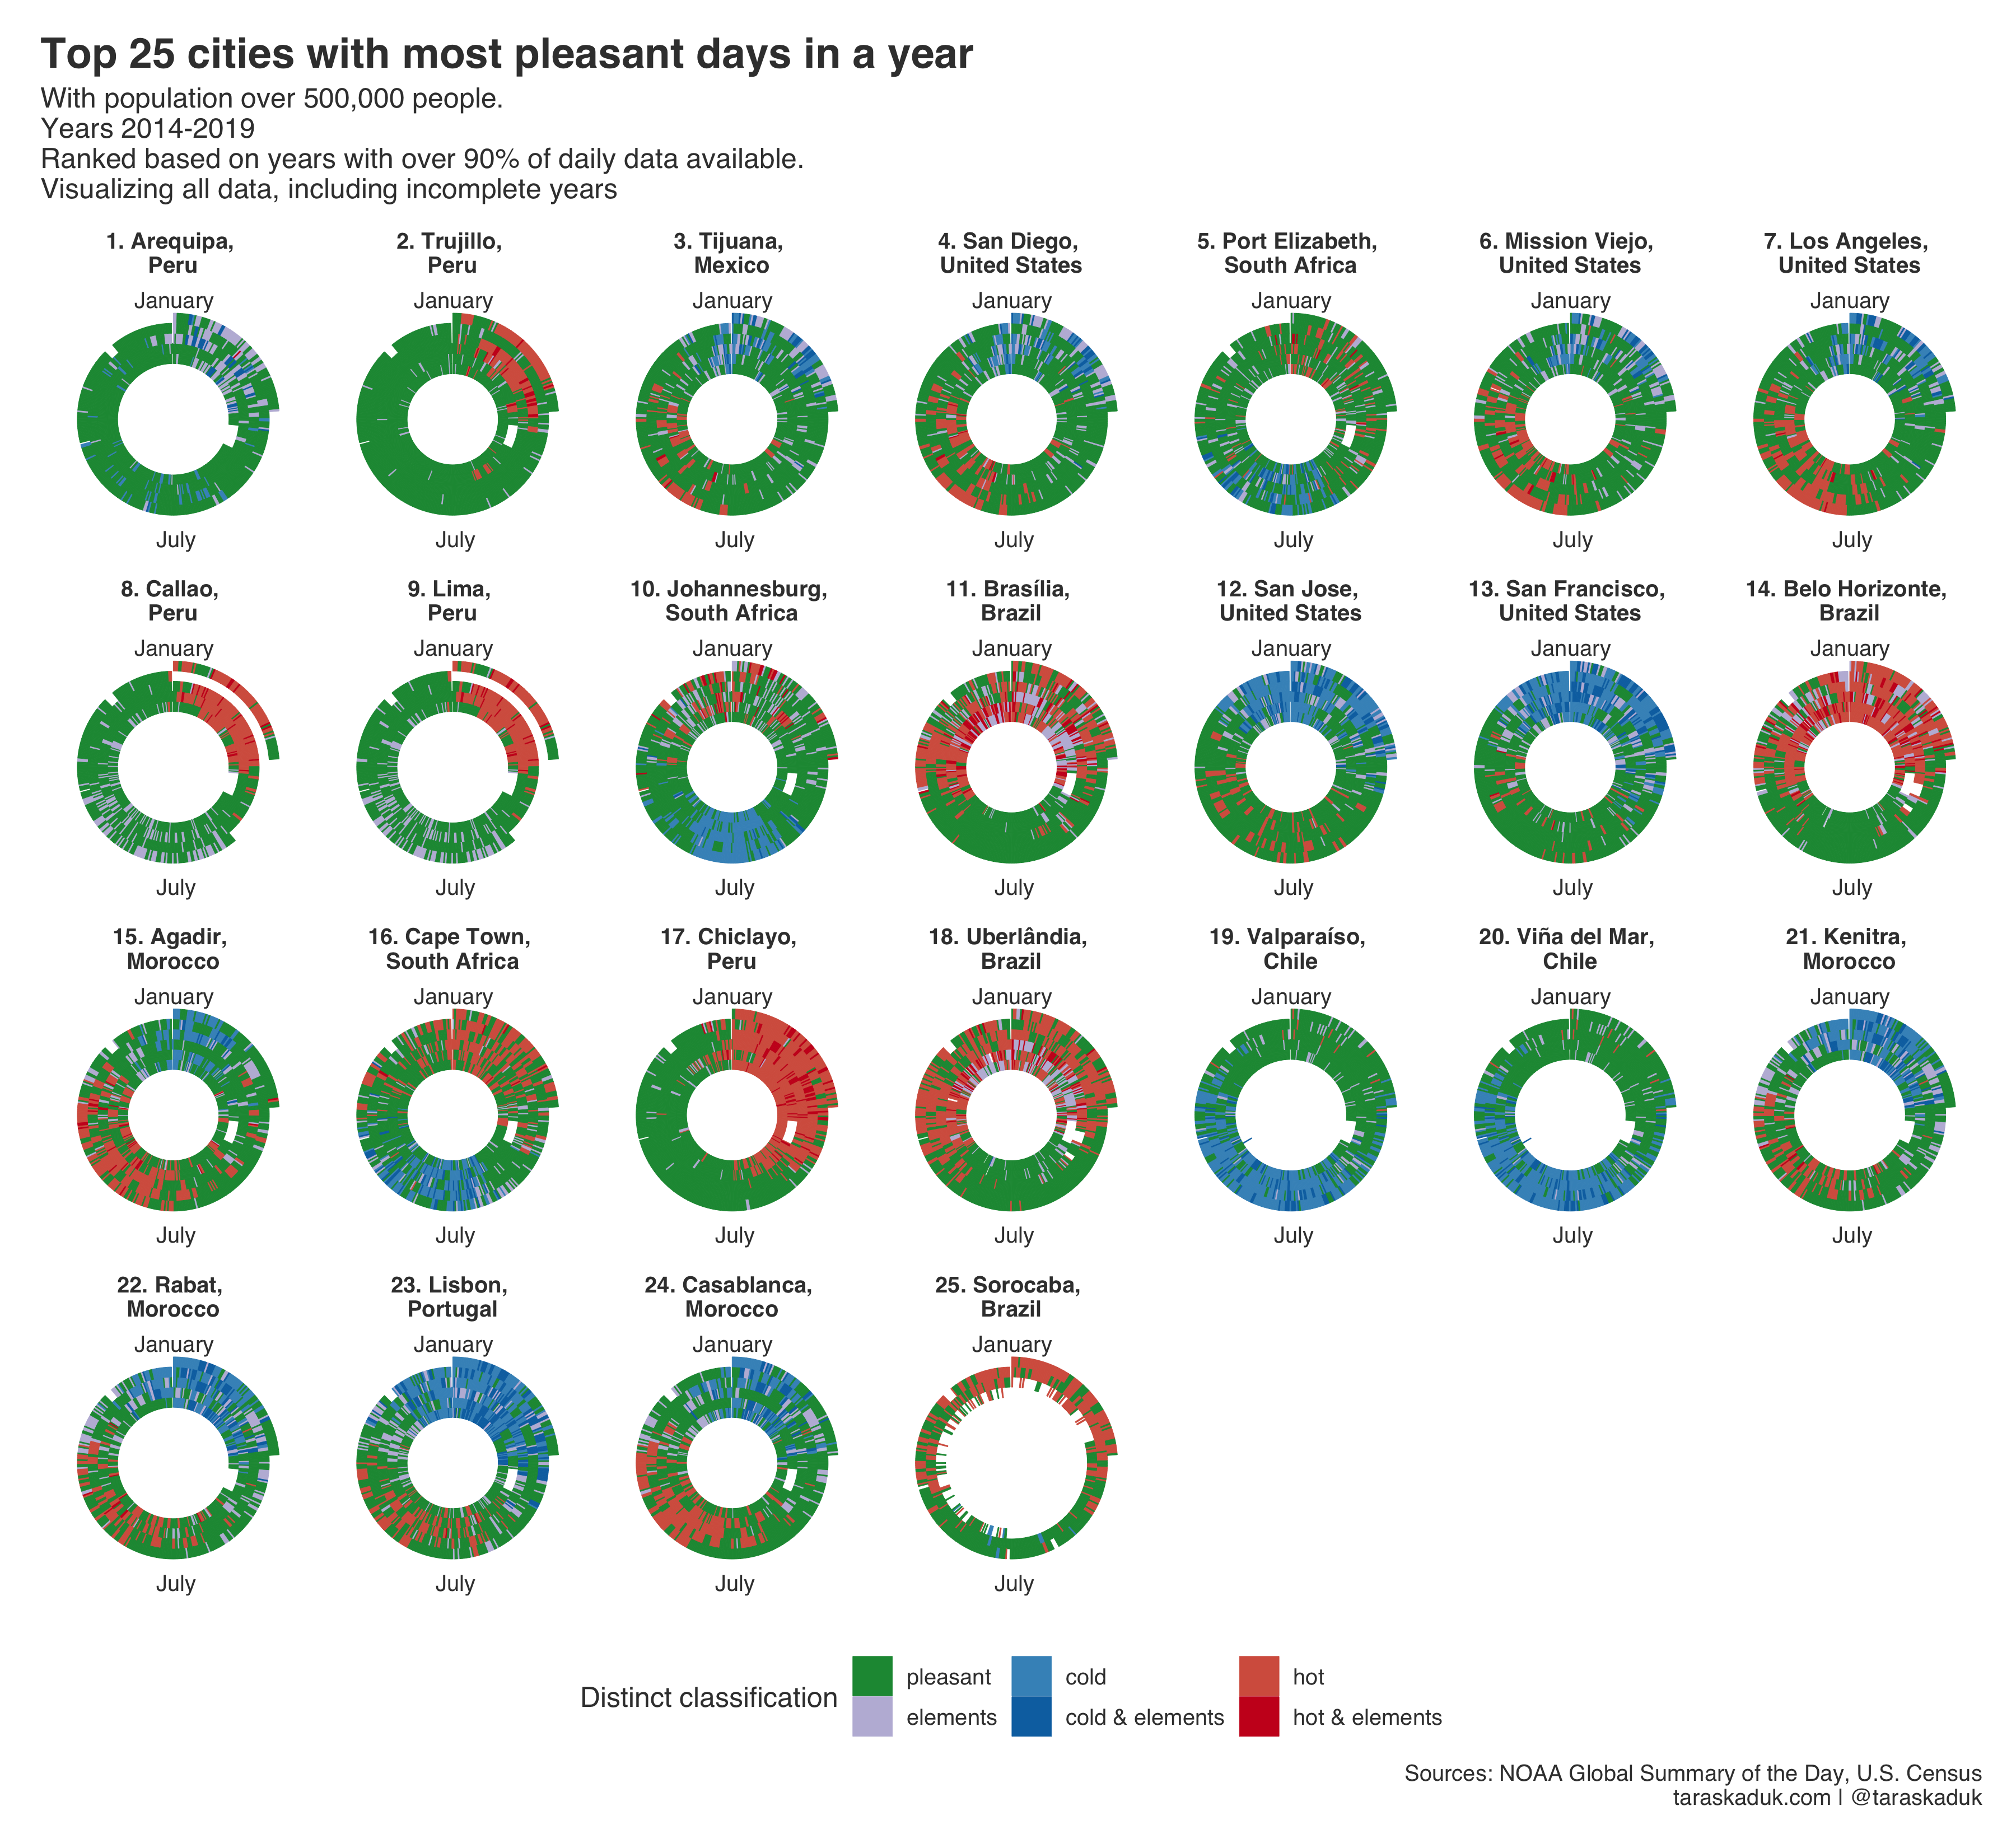 Top 25 cities with most pleasant days in a year
With population over 500,000 people.
Years 2014-2019
Ranked based on years with over 90% of daily data available.
Visualizing all data, including incomplete years
1. Arequipa,
Peru
January
July
2. Trujillo,
Peru
January
July
3. Tijuana,
Mexico
January
July
4. San Diego,
United States
January
July
5. Port Elizabeth,
South Africa
January
July
6. Mission Viejo,
United States
January
July
7. Los Angeles,
United States
January
July
8. Callao,
Peru
January
July
9. Lima,
Peru
January
July
10. Johannesburg,
South Africa
January
July
11. Brasília,
Brazil
January
July
12. San Jose,
United States
January
July
13. San Francisco,
United States
January
July
14. Belo Horizonte,
Brazil
January
July
15. Agadir,
Morocco
January
July
16. Cape Town,
South Africa
January
July
17. Chiclayo,
Peru
January
July
18. Uberlândia,
Brazil
January
July
19. Valparaíso,
Chile
January
July
20. Viña del Mar,
Chile
January
July
21. Kenitra,
Morocco
January
July
22. Rabat,
Morocco
January
July
23. Lisbon,
Portugal
January
July
24. Casablanca,
Morocco
January
July
25. Sorocaba,
Brazil
January
July
Distinct classification
pleasant
elements
cold
cold & elements
hot
hot & elements
Sources: NOAA Global Summary of the Day, U.S. Census
taraskaduk.com | @taraskaduk